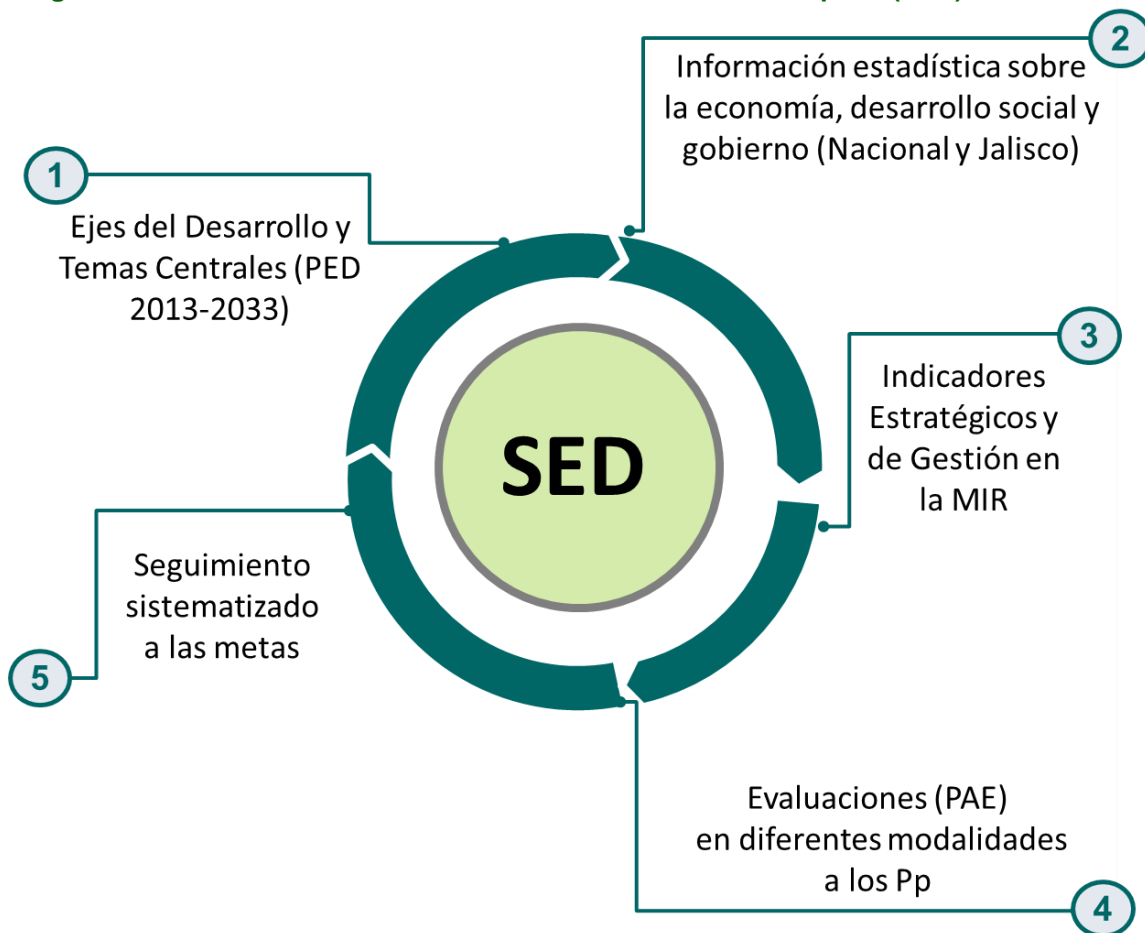 1
Ejes del Desarrollo y
Temas Centrales (PED
2013-2033)
2
Información estadística sobre
la economía, desarrollo social y
gobierno (Nacional y Jalisco)
3
Indicadores
Estratégicos y
de Gestión en
la MIR
SED
4
Evaluaciones (PAE)
en diferentes modalidades
a los Pp
5
Seguimiento
sistematizado
a las metas